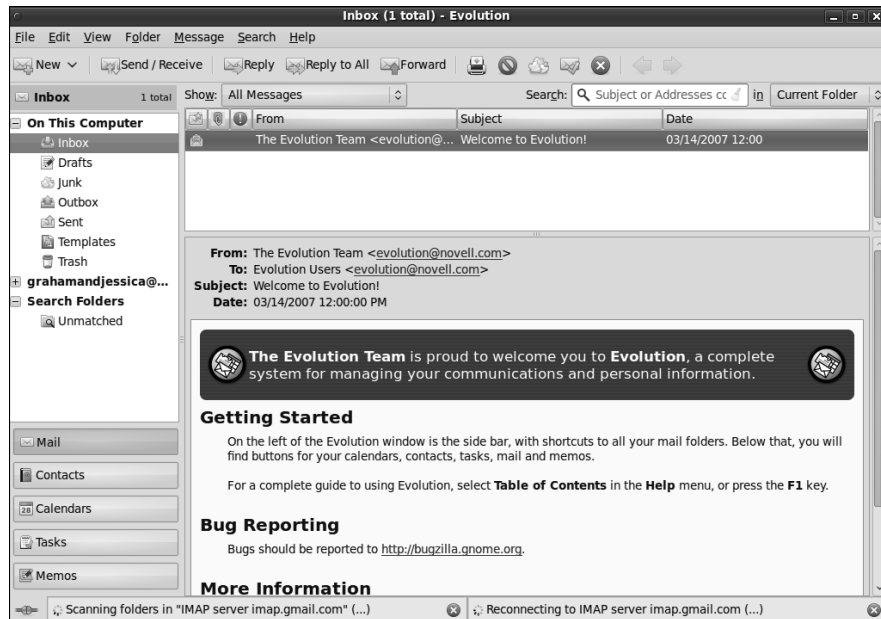 Inbox (1 total) - Evolution
File Edit View Folder Message Search Help
New Send / Receive Reply Reply to All Forward
Inbox 1 total
Show: All Messages Search: Subject or Addresses cc in Current Folder
On This Computer
Inbox
Drafts
Junk
Outbox
Sent
Templates
Trash
grahamandjessica@...
Search Folders
Unmatched
From Subject Date
The Evolution Team <evolution@... Welcome to Evolution! 03/14/2007 12:00
From: The Evolution Team <evolution@novell.com>
To: Evolution Users <evolution@novell.com>
Subject: Welcome to Evolution!
Date: 03/14/2007 12:00:00 PM
The Evolution Team is proud to welcome you to Evolution, a complete
system for managing your communications and personal information.
Getting Started
On the left of the Evolution window is the side bar, with shortcuts to all your mail folders. Below that, you will
find buttons for your calendars, contacts, tasks, mail and memos.
For a complete guide to using Evolution, select Table of Contents in the Help menu, or press the F1 key.
Bug Reporting
Bugs should be reported to http://bugzilla.gnome.org.
More Information
Mail
Contacts
28 Calendars
Tasks
Memos
Scanning folders in "IMAP server imap.gmail.com" (...)
Reconnecting to IMAP server imap.gmail.com (...)